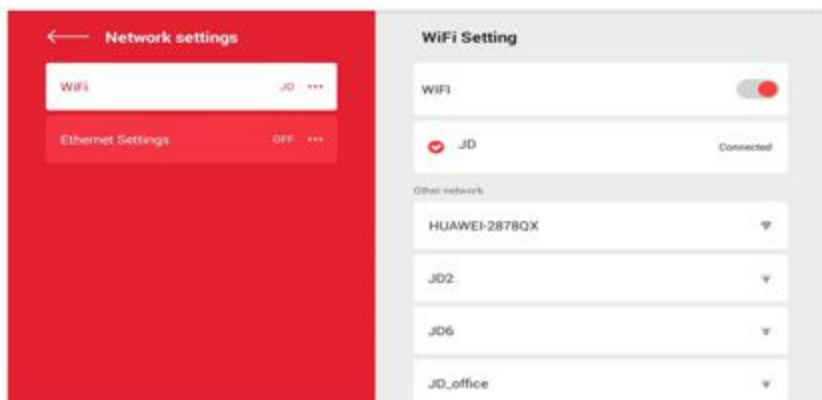 Network settings
WiFi JD •••
Ethernet Settings OFF •••
WiFi Setting
WIFI
JD Connected
Other network
HUAWEI-2878QX
JD2
JD6
JD_office